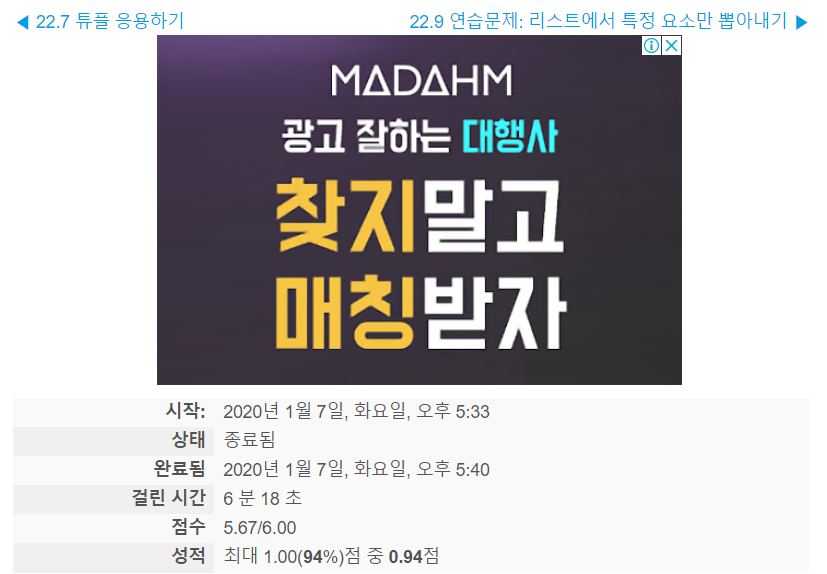 ◀ 22.7 튜플 응용하기
22.9 연습문제: 리스트에서 특정 요소만 뽑아내기 ▶
MADAHM
광고 잘하는 대행사
찾지말고
매칭받자
시작: 2020년 1월 7일, 화요일, 오후 5:33
상태 종료됨
완료됨 2020년 1월 7일, 화요일, 오후 5:40
걸린 시간 6 분 18 초
점수 5.67/6.00
성적 최대 1.00(94%)점 중 0.94점